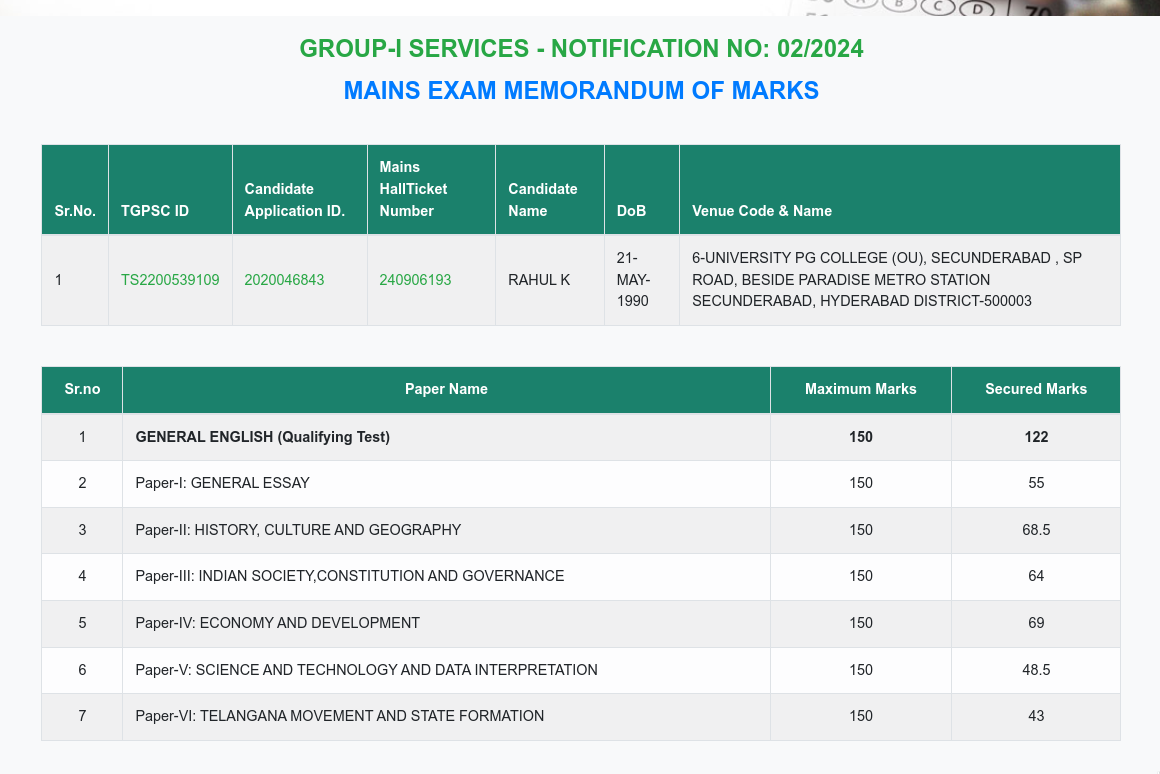 A B C D 70
GROUP-I SERVICES - NOTIFICATION NO: 02/2024
MAINS EXAM MEMORANDUM OF MARKS
Sr.No. TGPSC ID Candidate Application ID. Mains HallTicket Number Candidate Name DoB Venue Code & Name
1 TS2200539109 2020046843 240906193 RAHUL K 21-MAY-1990 6-UNIVERSITY PG COLLEGE (OU), SECUNDERABAD , SP ROAD, BESIDE PARADISE METRO STATION SECUNDERABAD, HYDERABAD DISTRICT-500003
Sr.no Paper Name Maximum Marks Secured Marks
1 GENERAL ENGLISH (Qualifying Test) 150 122
2 Paper-I: GENERAL ESSAY 150 55
3 Paper-II: HISTORY, CULTURE AND GEOGRAPHY 150 68.5
4 Paper-III: INDIAN SOCIETY,CONSTITUTION AND GOVERNANCE 150 64
5 Paper-IV: ECONOMY AND DEVELOPMENT 150 69
6 Paper-V: SCIENCE AND TECHNOLOGY AND DATA INTERPRETATION 150 48.5
7 Paper-VI: TELANGANA MOVEMENT AND STATE FORMATION 150 43